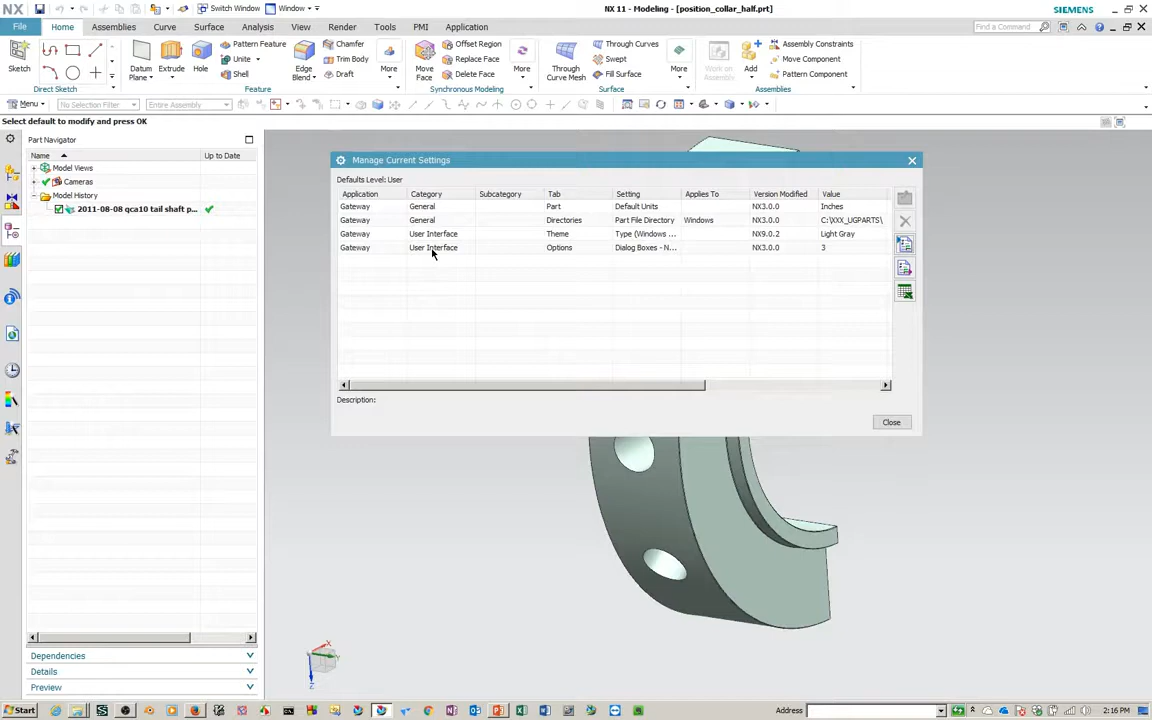 NX
Switch Window
Window
NX 11 - Modeling - [position_collar_half.prt]
SIEMENS
File
Home
Assemblies
Curve
Surface
Analysis
View
Render
Tools
PMI
Application
Find a Command
Sketch
Direct Sketch
Datum Plane
Extrude
Hole
Pattern Feature
Unite
Shell
Edge Blend
Chamfer
Trim Body
Draft
More
Feature
Move Face
Offset Region
Replace Face
Delete Face
More
Synchronous Modeling
Through Curve Mesh
Through Curves
Swept
Fill Surface
More
Surface
Work on Assembly
Add
Assembly Constraints
Move Component
Pattern Component
Assemblies
Menu
No Selection Filter
Entire Assembly
Select default to modify and press OK
Part Navigator
Name
Up to Date
Model Views
Cameras
Model History
2011-08-08 qca10 tail shaft p...
Manage Current Settings
Defaults Level: User
Application Category Subcategory Tab Setting Applies To Version Modified Value
Gateway General Part Default Units NX3.0.0 Inches
Gateway General Directories Part File Directory Windows NX3.0.0 C:\XXX_UGPARTS\
Gateway User Interface Theme Type (Windows ... NX9.0.2 Light Gray
Gateway User Interface Options Dialog Boxes - N... NX3.0.0 3
Description:
Close
X
Y
Z
Dependencies
Details
Preview
Start
Address
2:16 PM